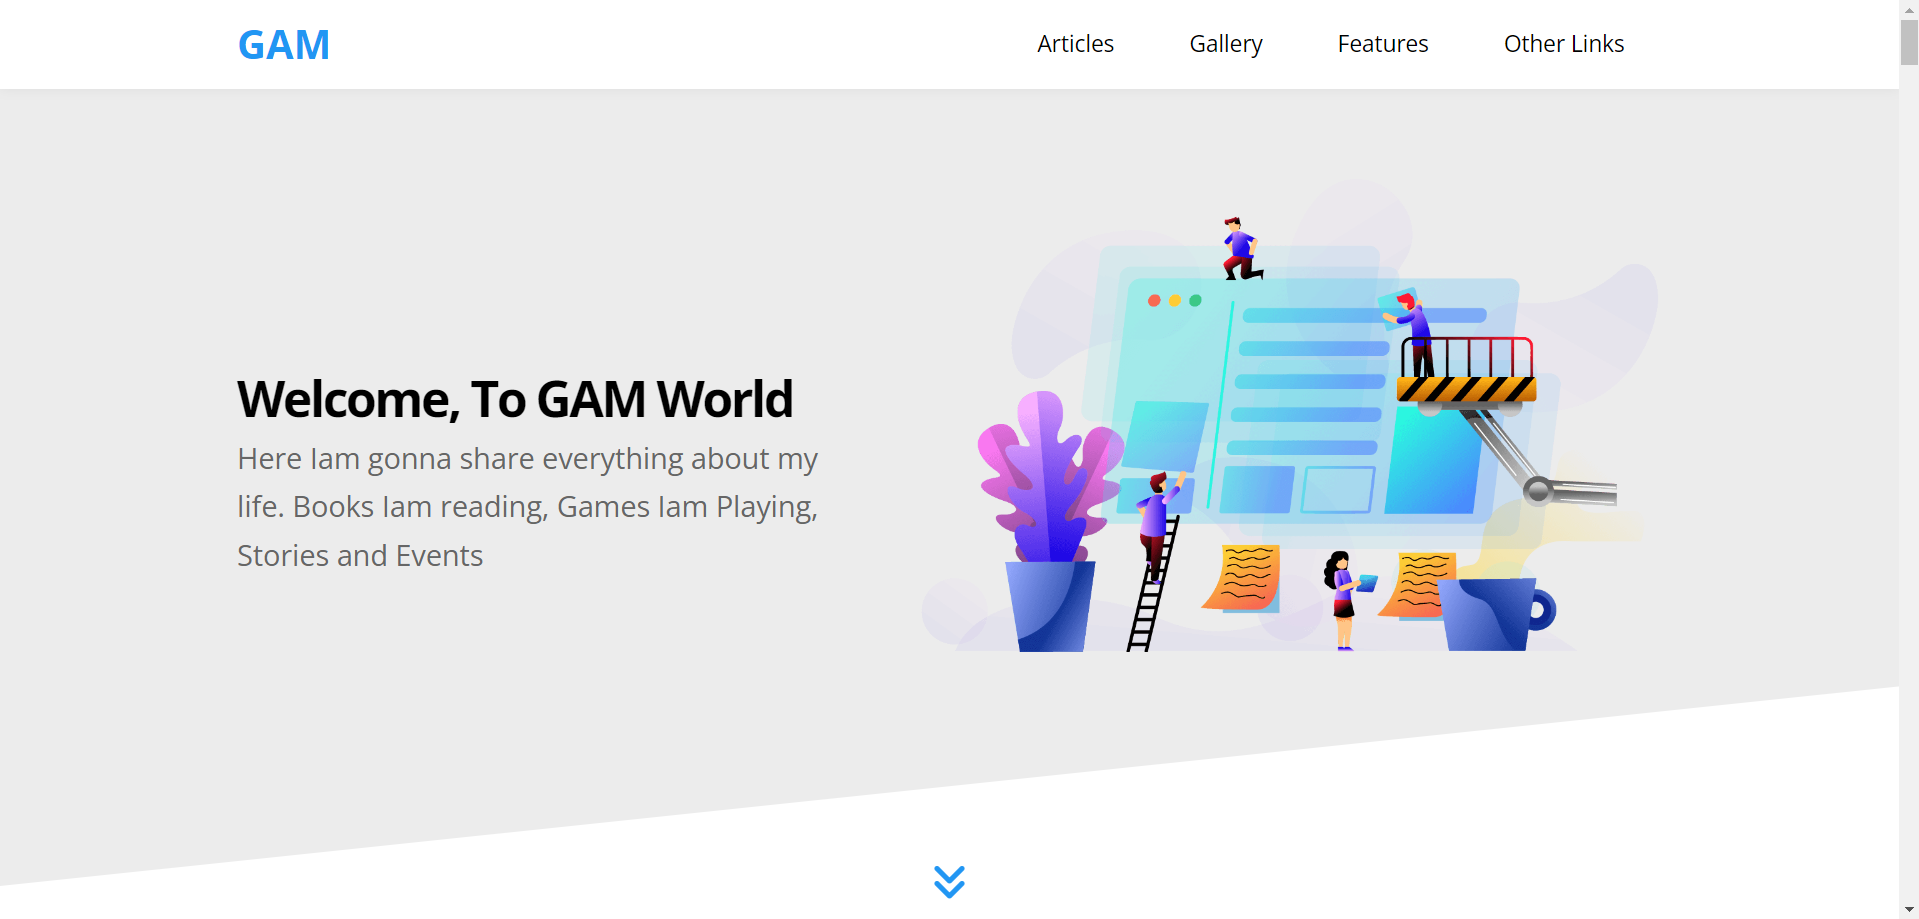 GAM
Articles Gallery Features Other Links
Welcome, To GAM World
Here Iam gonna share everything about my
life. Books Iam reading, Games Iam Playing,
Stories and Events